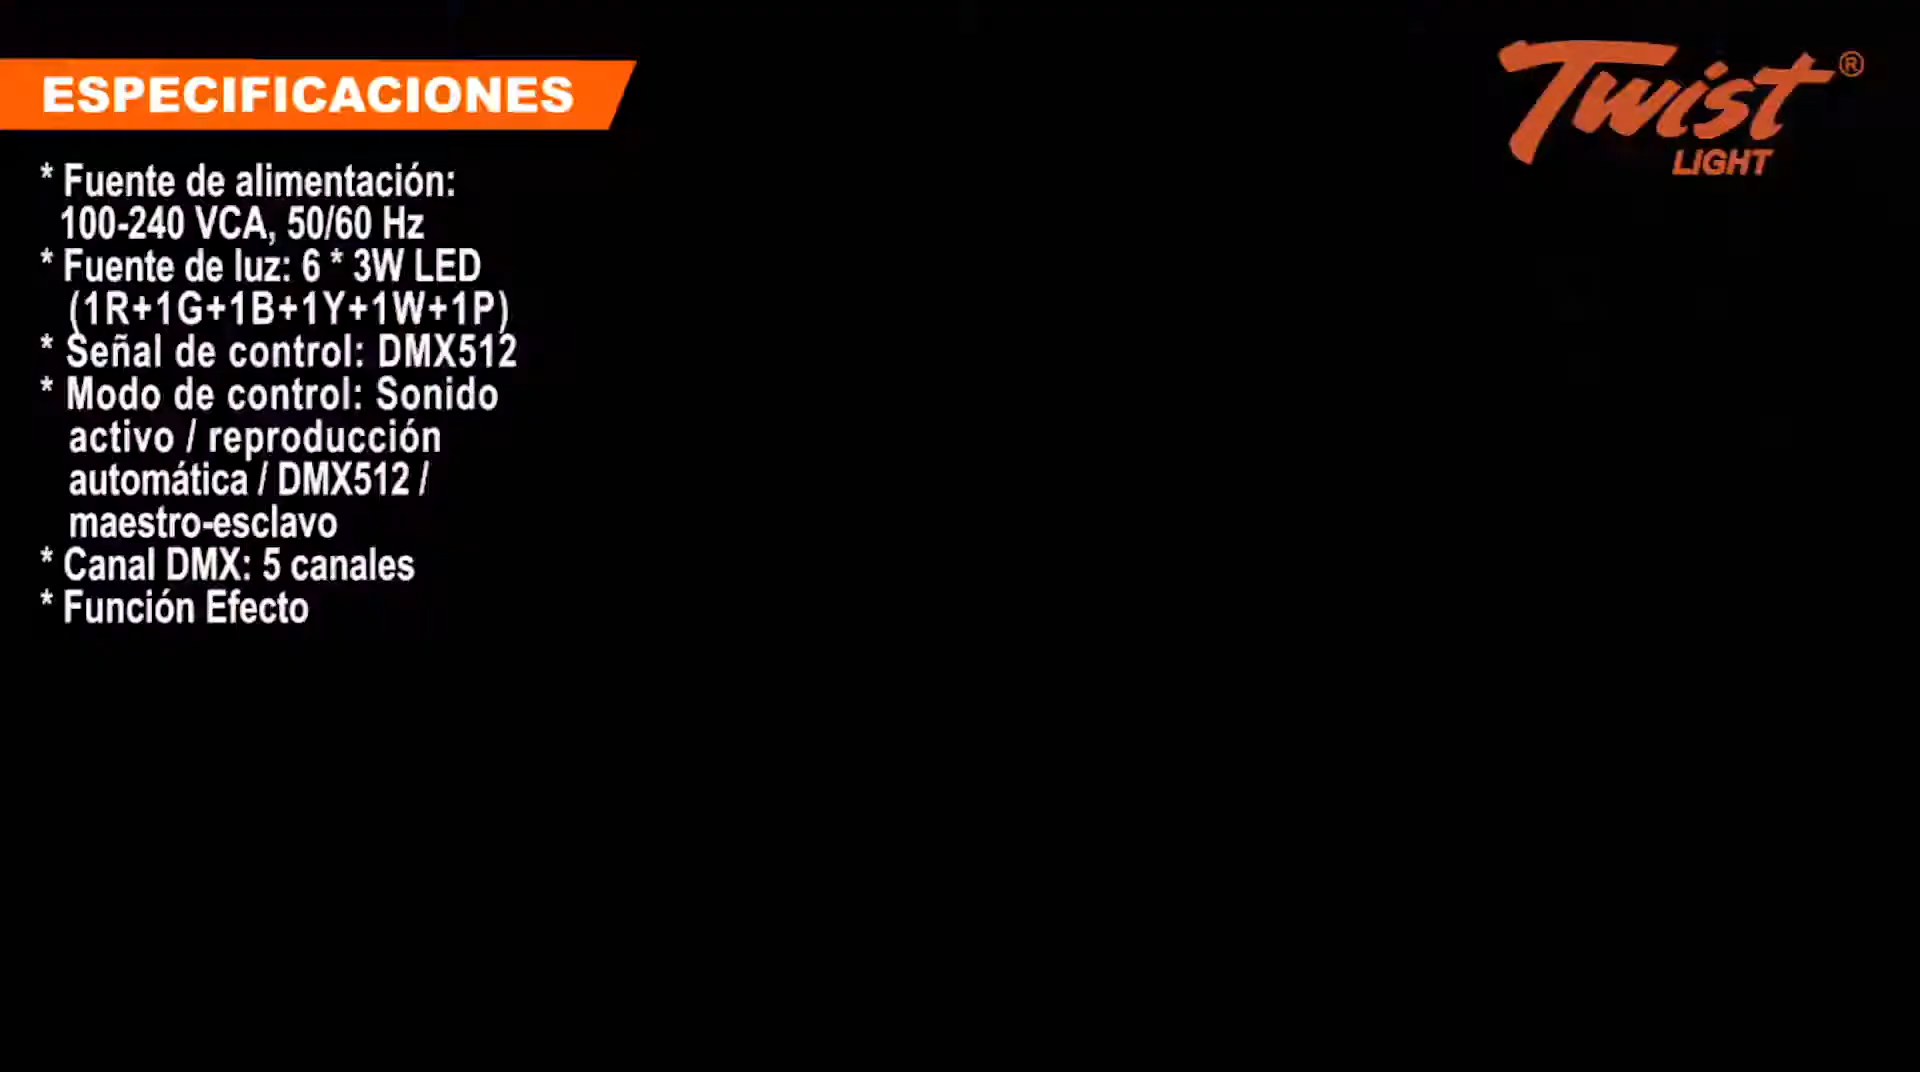 ESPECIFICACIONES
Twist®
LIGHT
* Fuente de alimentación:
100-240 VCA, 50/60 Hz
* Fuente de luz: 6 * 3W LED
(1R+1G+1B+1Y+1W+1P)
* Señal de control: DMX512
* Modo de control: Sonido
activo / reproducción
automática / DMX512 /
maestro-esclavo
* Canal DMX: 5 canales
* Función Efecto